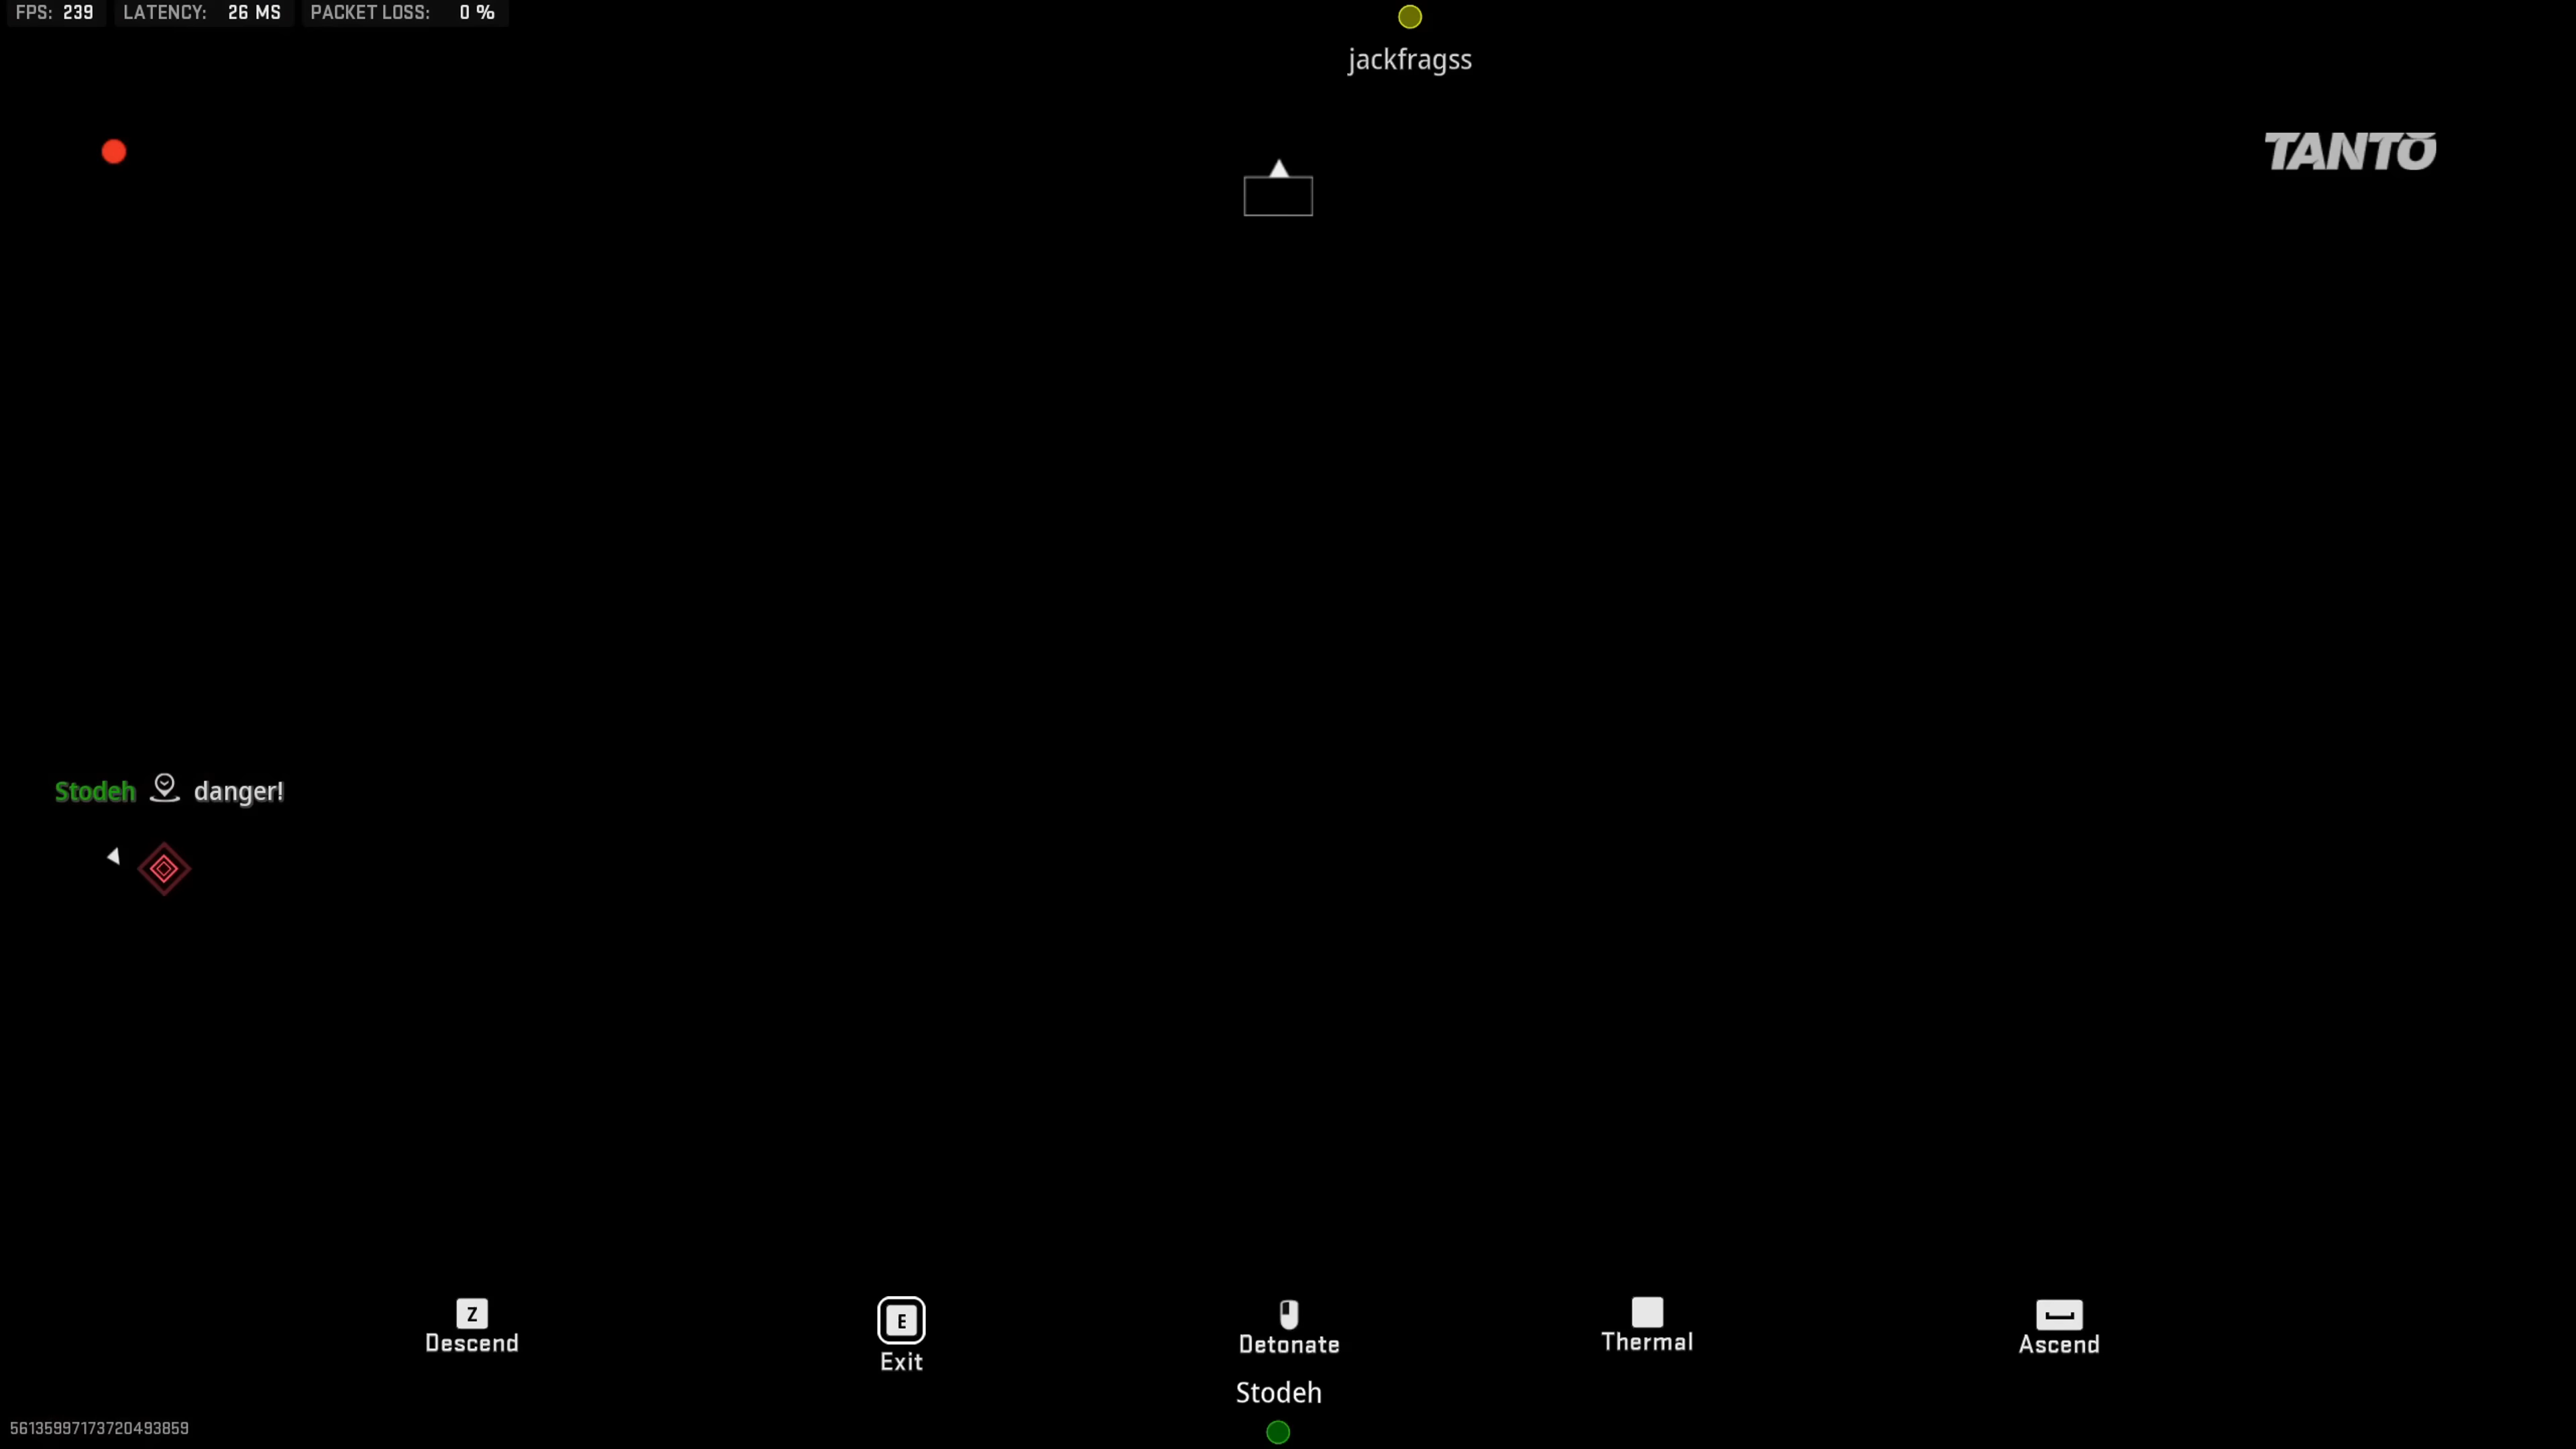 FPS: 239 LATENCY: 26 MS PACKET LOSS: 0 %
jackfragss
TANTO
Stodeh danger!
Z
Descend
E
Exit
Detonate
Thermal
Ascend
Stodeh
56135997173720493859